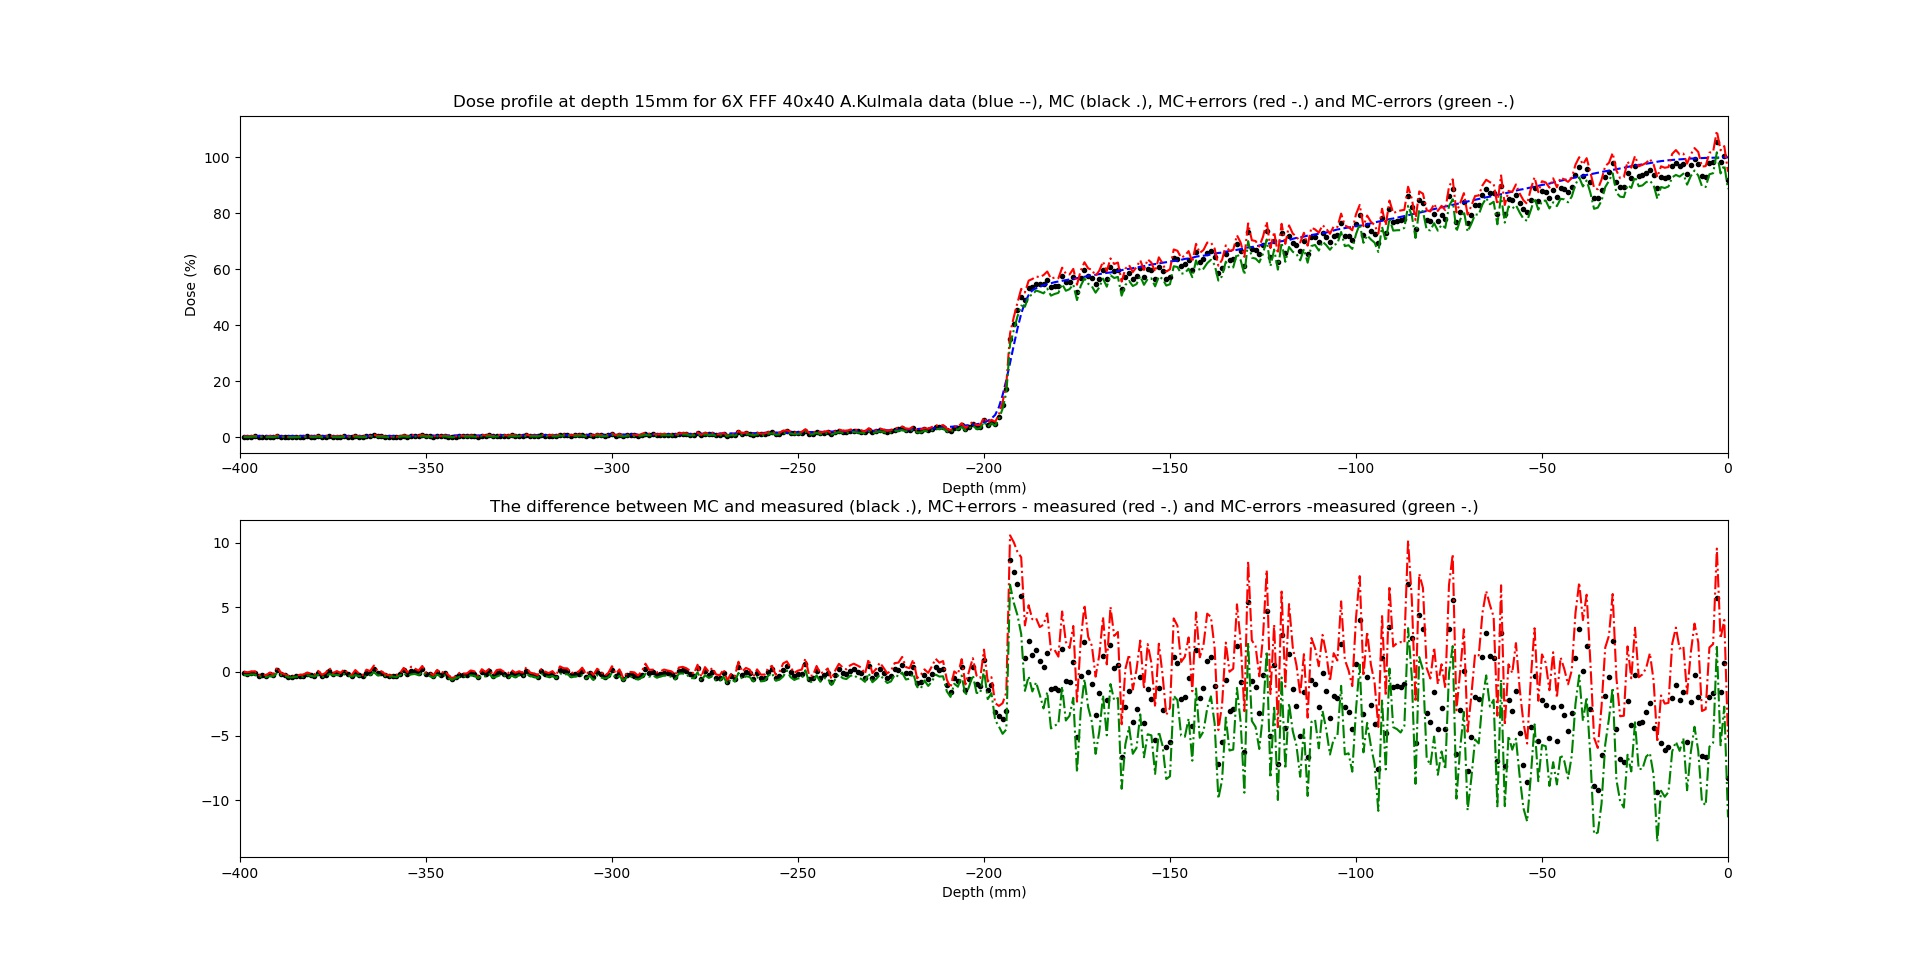 Dose profile at depth 15mm for 6X FFF 40x40 A.Kulmala data (blue --), MC (black .), MC+errors (red -.) and MC-errors (green -.)
100
80
60
40
20
0
Dose (%)
−400 −350 −300 −250 −200 −150 −100 −50 0
Depth (mm)
The difference between MC and measured (black .), MC+errors - measured (red -.) and MC-errors -measured (green -.)
10
5
0
−5
−10
−400 −350 −300 −250 −200 −150 −100 −50 0
Depth (mm)